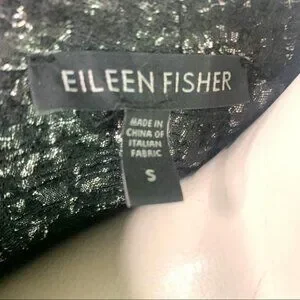 EILEEN FISHER
MADE IN
CHINA OF
ITALIAN
FABRIC
S